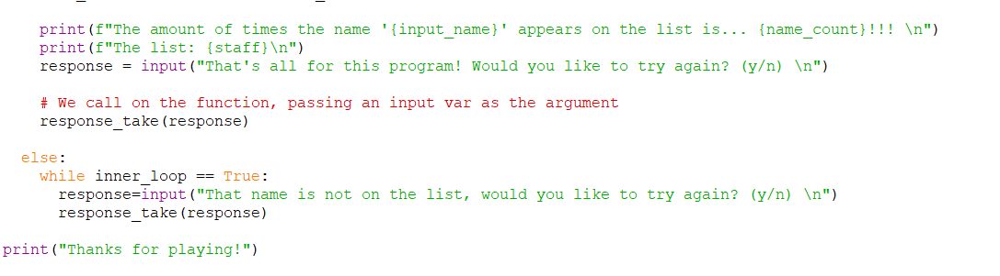 print(f"The amount of times the name '{input_name}' appears on the list is... {name_count}!!! \n")
print(f"The list: {staff}\n")
response = input("That's all for this program! Would you like to try again? (y/n) \n")
# We call on the function, passing an input var as the argument
response_take(response)
else:
while inner_loop == True:
response=input("That name is not on the list, would you like to try again? (y/n) \n")
response_take(response)
print("Thanks for playing!")